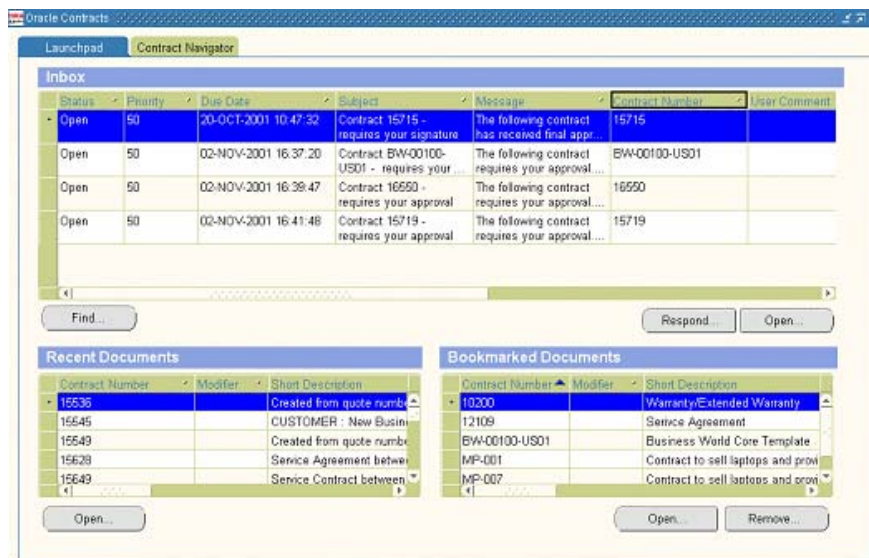 Oracle Contracts
Launchpad Contract Navigator
Inbox
Status Priority Due Date Subject Message Contract Number User Comment
Open 50 20-OCT-2001 10:47:32 Contract 15715 - The following contract 15715
requires your signature has received final appr...
Open 50 02-NOV-2001 16:37:20 Contract BW-00100- The following contract BW-00100-US01
US01 - requires your ... requires your approval....
Open 50 02-NOV-2001 16:39:47 Contract 16550 - The following contract 16550
requires your approval requires your approval....
Open 50 02-NOV-2001 16:41:48 Contract 15719 - The following contract 15719
requires your approval requires your approval....
Find... Respond... Open...
Recent Documents Bookmarked Documents
Contract Number Modifier Short Description Contract Number Modifier Short Description
15536 Created from quote numbe 10200 Warranty/Extended Warranty
15545 CUSTOMER : New Busin 12109 Service Agreement
15549 Created from quote numbe BW-00100-US01 Business World Core Template
15628 Service Agreement betwe MP-001 Contract to sell laptops and provi
15649 Service Contract between MP-007 Contract to sell laptops and provi
Open... Open... Remove...